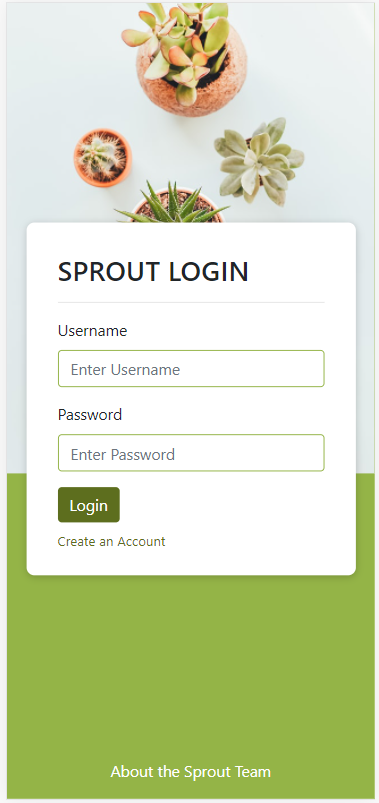 SPROUT LOGIN
Username
Enter Username
Password
Enter Password
Login
Create an Account
About the Sprout Team